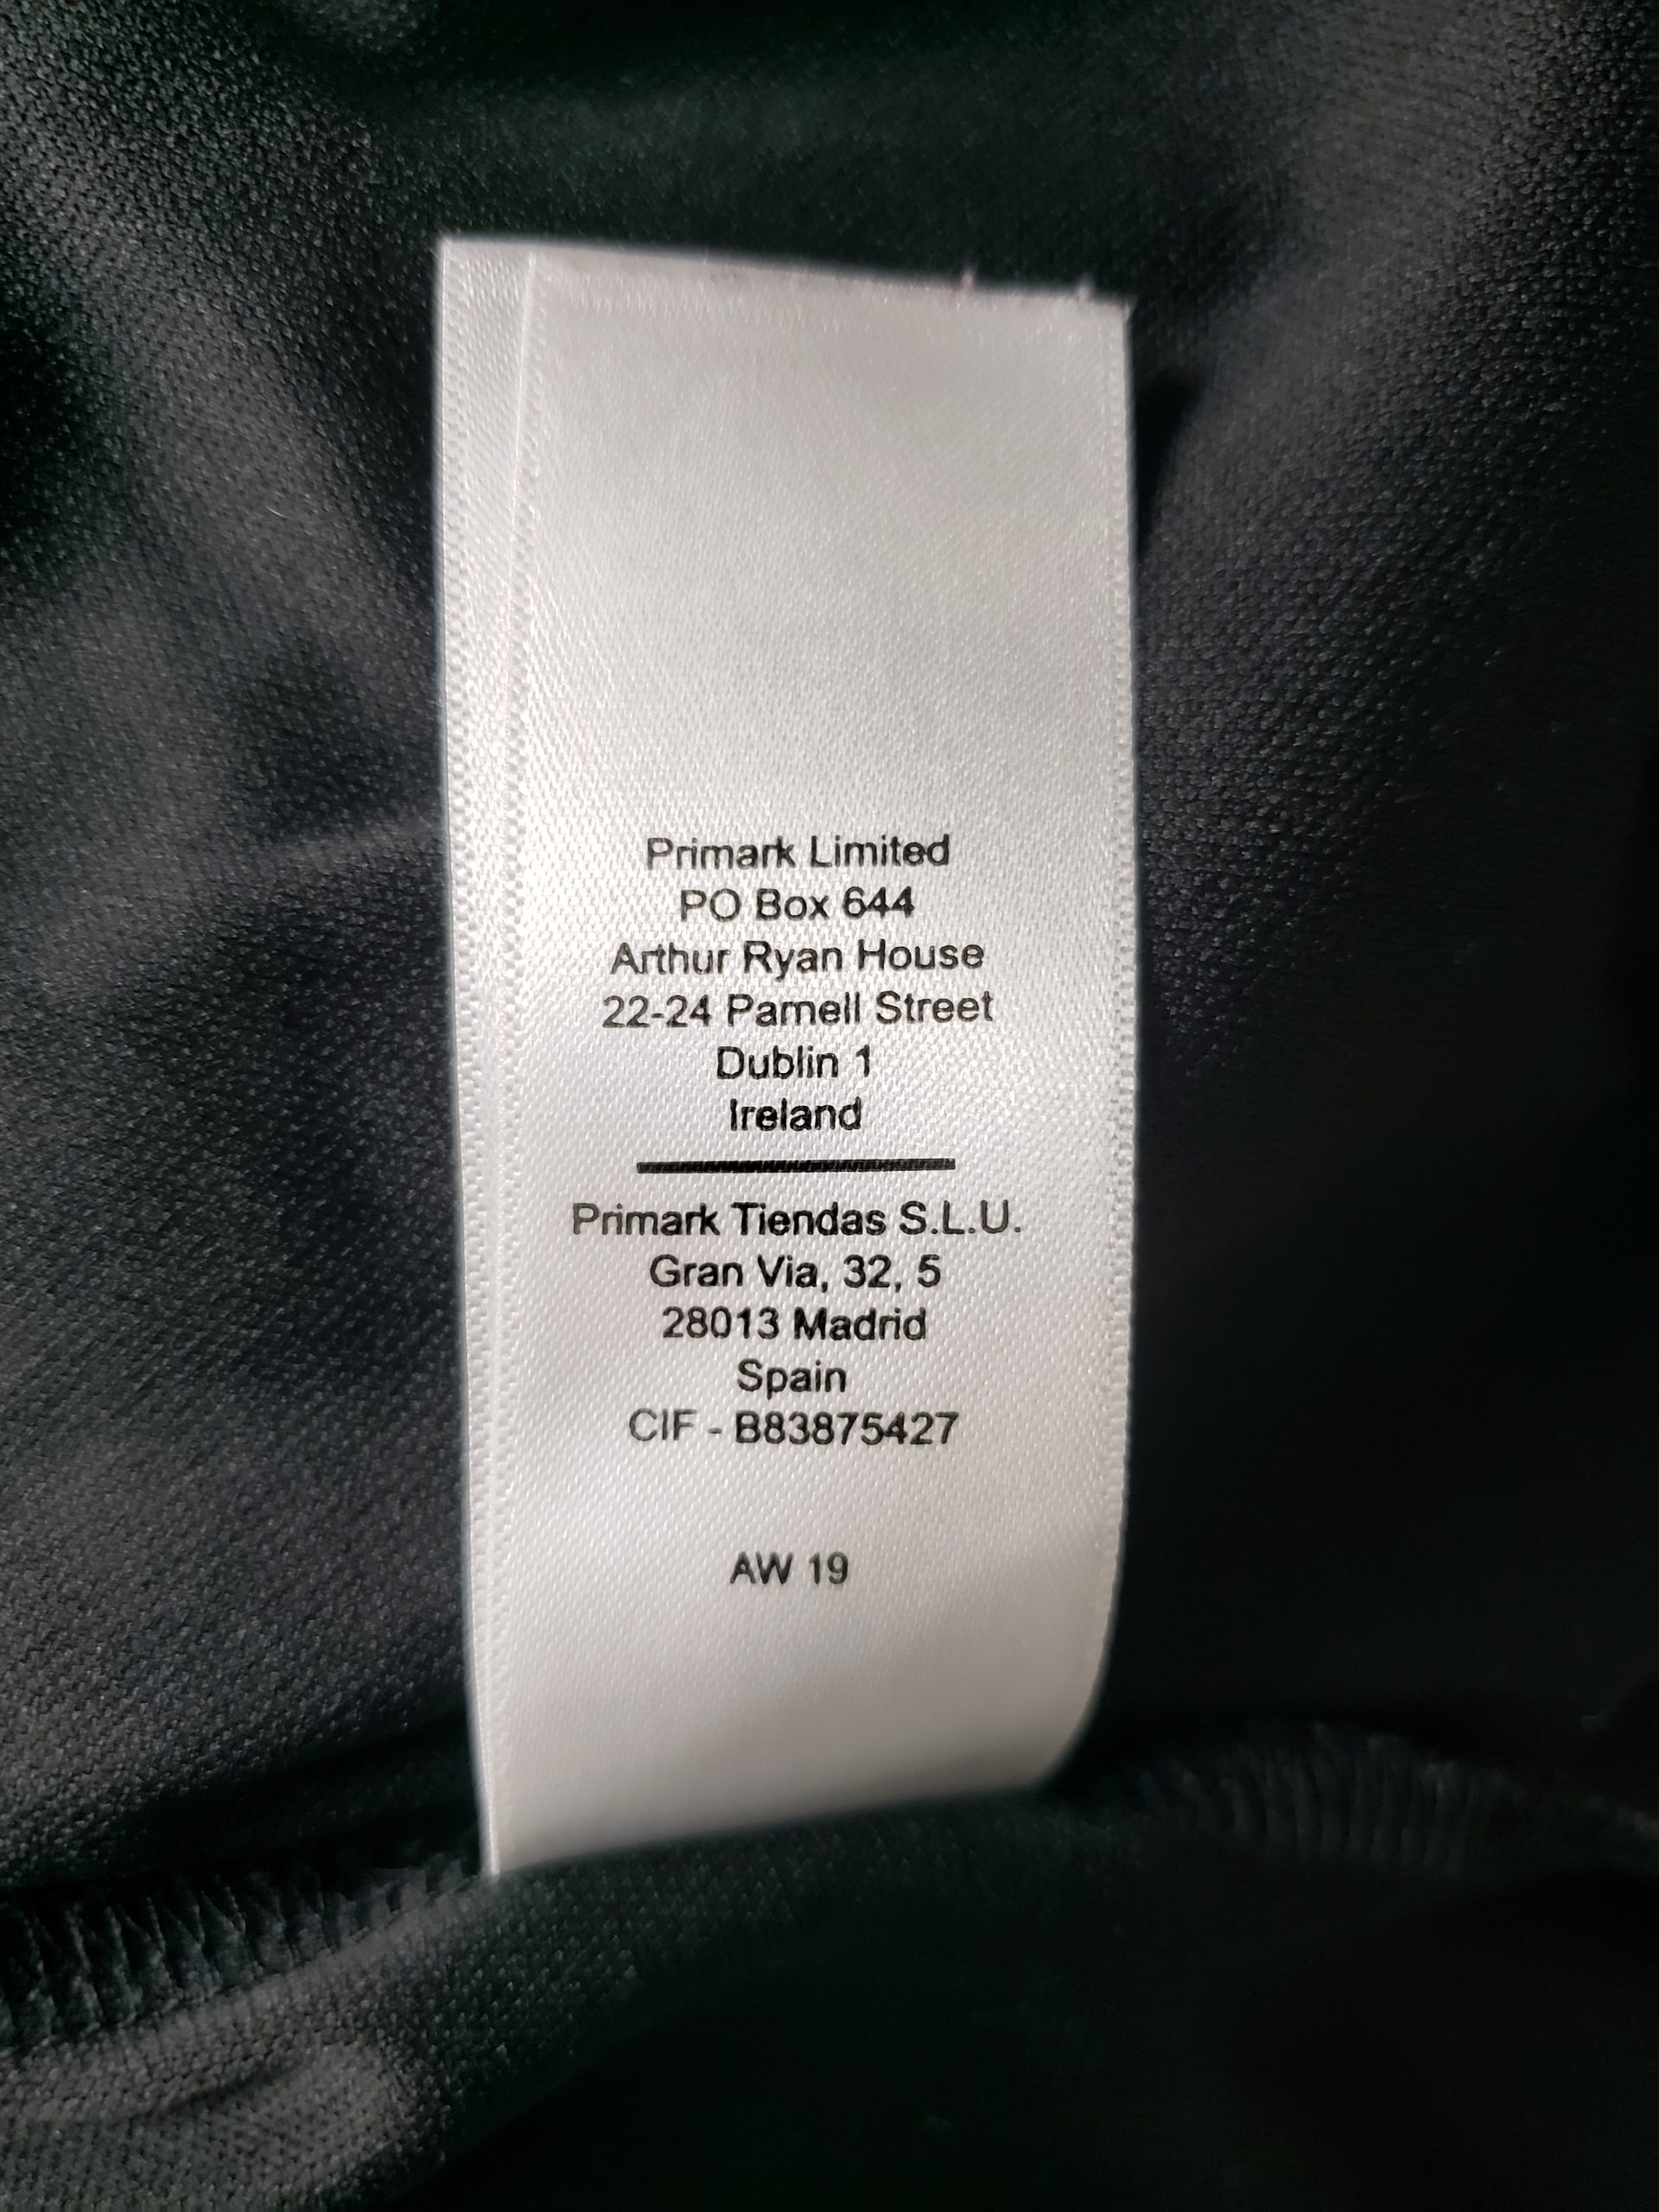 Primark Limited
PO Box 644
Arthur Ryan House
22-24 Parnell Street
Dublin 1
Ireland
Primark Tiendas S.L.U.
Gran Via, 32, 5
28013 Madrid
Spain
CIF - B83875427
AW 19